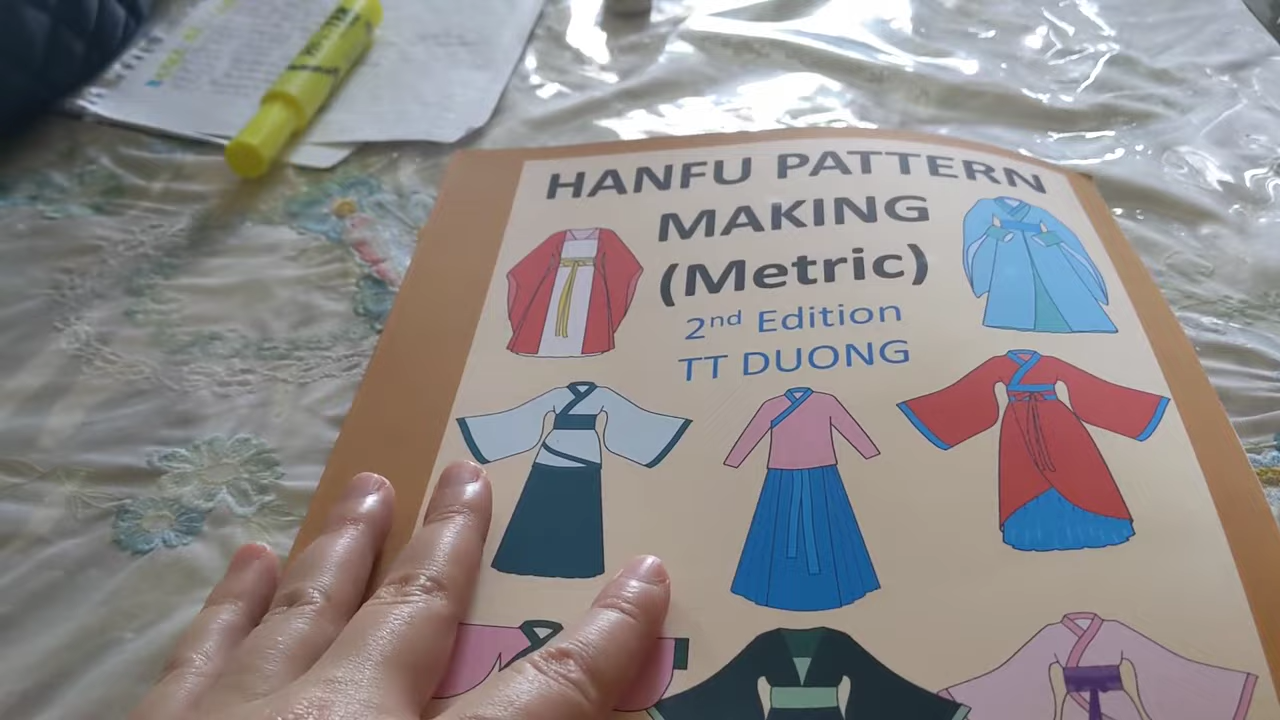 HANFU PATTERN
MAKING
(Metric)
2nd Edition
TT DUONG